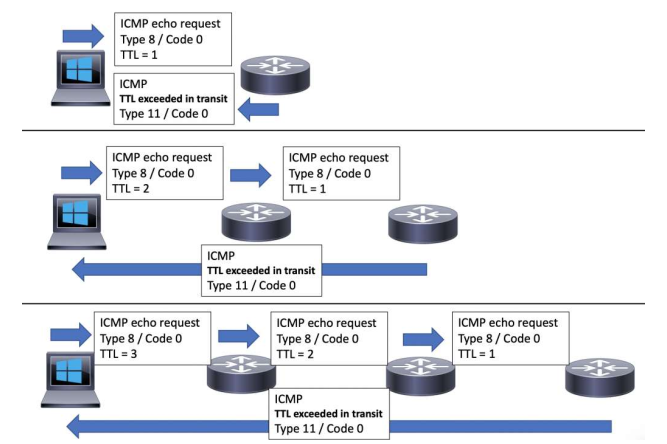 ICMP echo request
Type 8 / Code 0
TTL = 1
ICMP
TTL exceeded in transit
Type 11 / Code 0
ICMP echo request
Type 8 / Code 0
TTL = 2
ICMP echo request
Type 8 / Code 0
TTL = 1
ICMP
TTL exceeded in transit
Type 11 / Code 0
ICMP echo request
Type 8 / Code 0
TTL = 3
ICMP echo request
Type 8 / Code 0
TTL = 2
ICMP echo request
Type 8 / Code 0
TTL = 1
ICMP
TTL exceeded in transit
Type 11 / Code 0